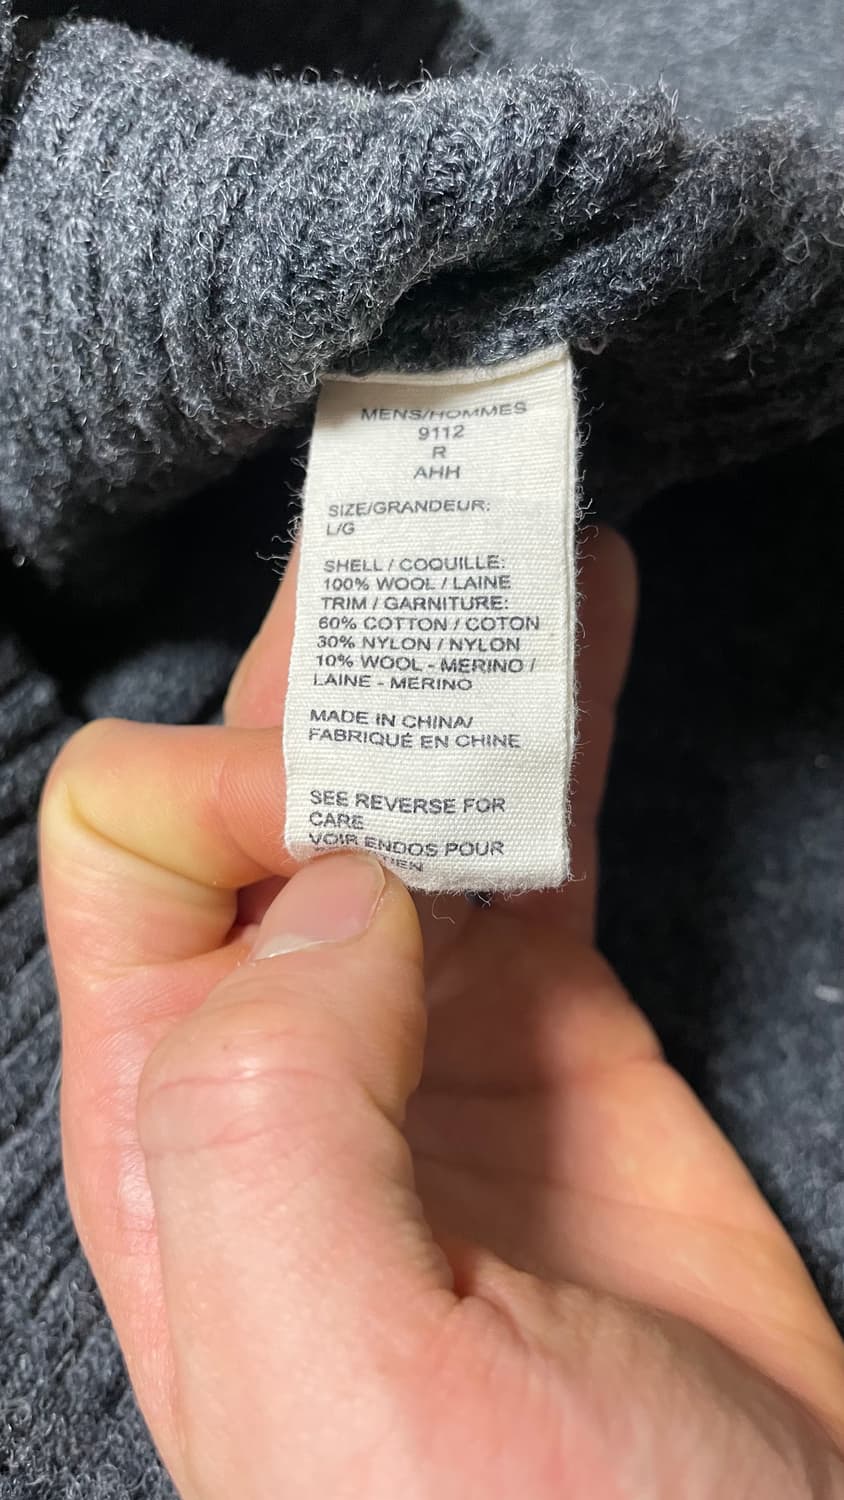 MENS/HOMMES
9112
R
AHH
SIZE/GRANDEUR:
L/G
SHELL / COQUILLE:
100% WOOL / LAINE
TRIM / GARNITURE:
60% COTTON / COTON
30% NYLON / NYLON
10% WOOL - MERINO /
LAINE - MERINO
MADE IN CHINA/
FABRIQUÉ EN CHINE
SEE REVERSE FOR
CARE
VOIR ENDOS POUR